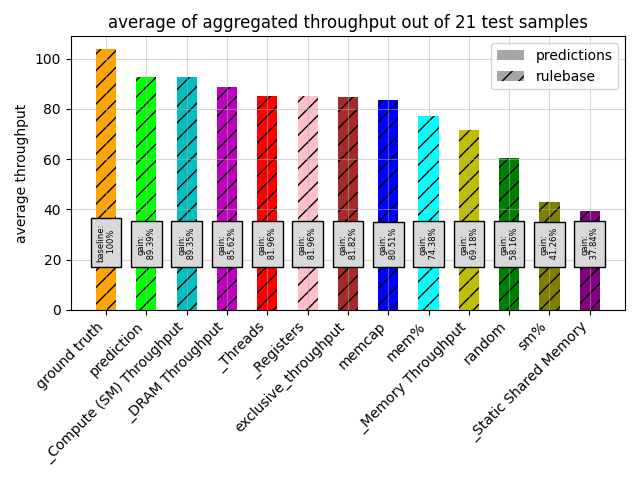 average of aggregated throughput out of 21 test samples
predictions
rulebase
average throughput
100
80
60
40
20
0
baseline:
100%
gain:
89.39%
gain:
89.35%
gain:
85.62%
gain:
81.96%
gain:
81.96%
gain:
81.82%
gain:
80.51%
gain:
74.38%
gain:
69.18%
gain:
58.16%
gain:
41.26%
gain:
37.84%
ground truth
prediction
_Compute (SM) Throughput
_DRAM Throughput
_Threads
_Registers
exclusive_throughput
memcap
mem%
_Memory Throughput
random
sm%
_Static Shared Memory